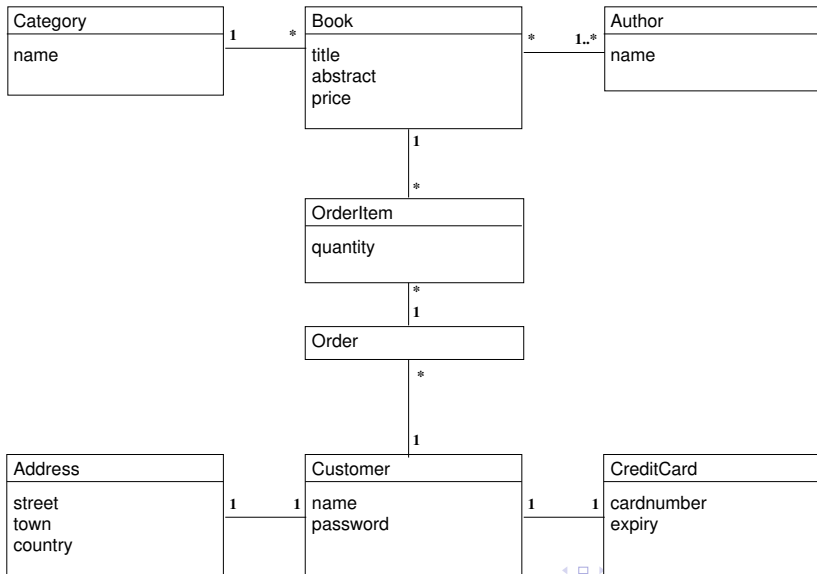 Category
name
1
*
Book
title
abstract
price
*
1..*
Author
name
1
*
OrderItem
quantity
*
1
Order
*
1
Address
street
town
country
1
1
Customer
name
password
1
1
CreditCard
cardnumber
expiry